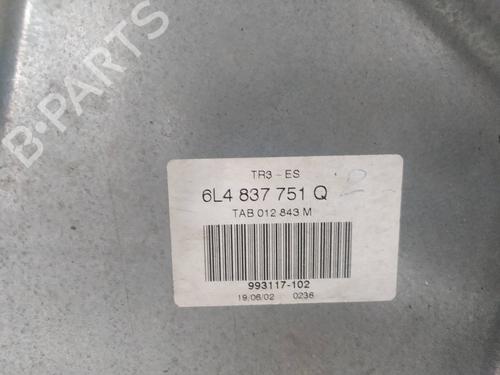 B-PARTS
TR3 - ES
6L4 837 751 Q
TAB 012 843 M
993117-102
19/06/02 0236